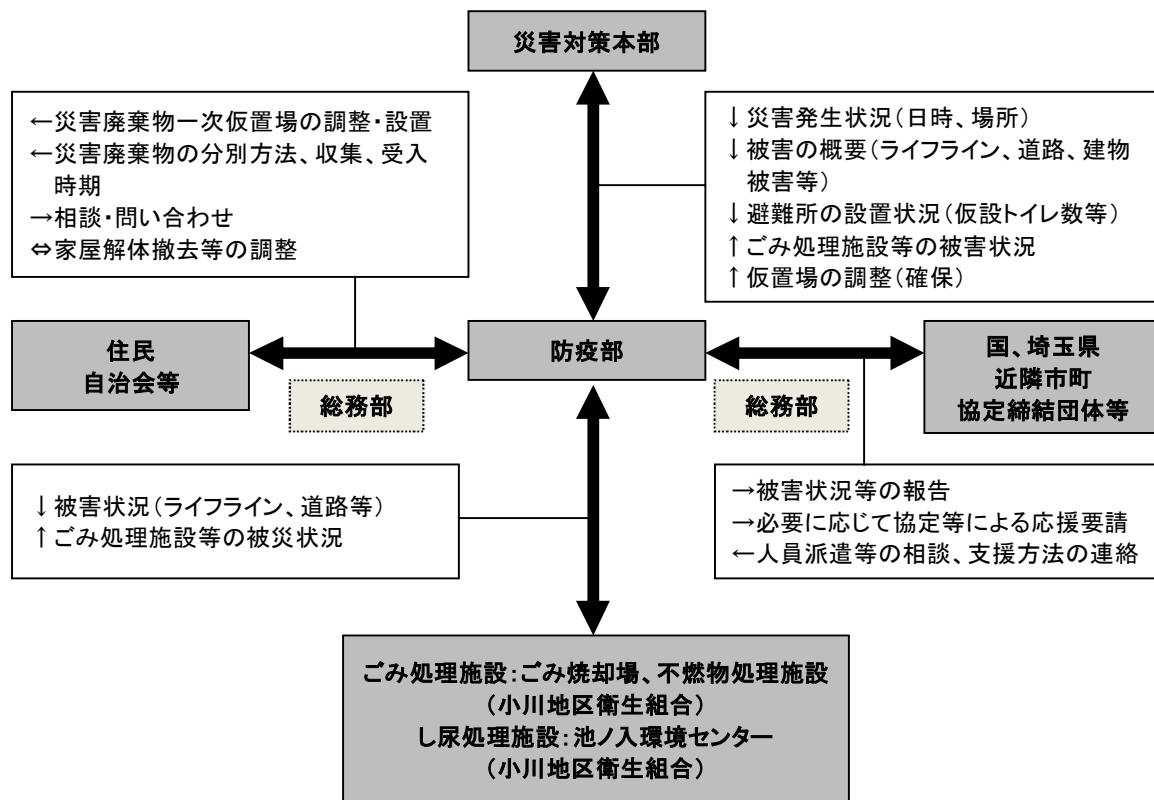 災害対策本部
←災害廃棄物一次仮置場の調整・設置
←災害廃棄物の分別方法、収集、受入
時期
→相談・問い合わせ
⇔家屋解体撤去等の調整
↓災害発生状況(日時、場所)
↓被害の概要(ライフライン、道路、建物
被害等)
↓避難所の設置状況(仮設トイレ数等)
↑ごみ処理施設等の被害状況
↑仮置場の調整(確保)
住民
自治会等
防疫部
国、埼玉県
近隣市町
協定締結団体等
総務部
総務部
↓被害状況(ライフライン、道路等)
↑ごみ処理施設等の被災状況
→被害状況等の報告
→必要に応じて協定等による応援要請
←人員派遣等の相談、支援方法の連絡
ごみ処理施設:ごみ焼却場、不燃物処理施設
(小川地区衛生組合)
し尿処理施設:池ノ入環境センター
(小川地区衛生組合)